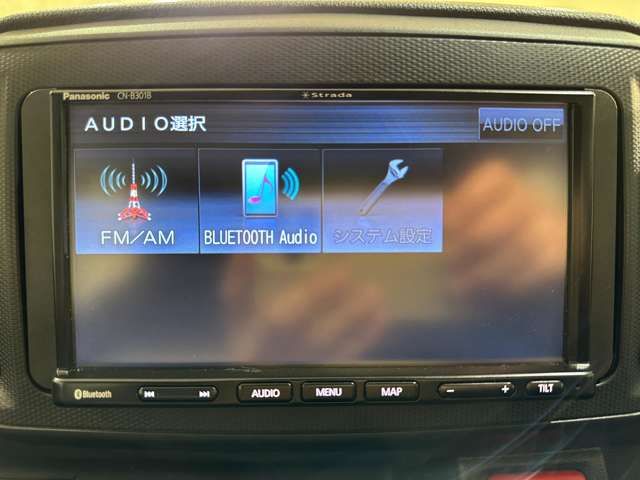 Panasonic CN-B301B Strada
AUDIO選択 AUDIO OFF
FM/AM BLUETOOTH Audio システム設定
Bluetooth AUDIO MENU MAP − + TILT